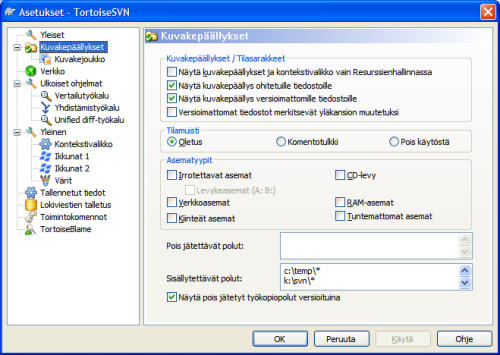 Asetukset - TortoiseSVN
Yleiset
Kuvakepäällykset
Kuvakejoukko
Verkko
Ulkoiset ohjelmat
Vertailutyökalu
Yhdistämistyökalu
Unified diff-työkalu
Yleinen
Kontekstivalikko
Ikkunat 1
Ikkunat 2
Värit
Tallennetut tiedot
Lokiviestien talletus
Toimintokomennot
TortoiseBlame
Kuvakepäällykset
Kuvakepäällykset / Tilasarakkeet
Näytä kuvakepäällykset ja kontekstivalikko vain Resurssienhallinnassa
Näytä kuvakepäällys ohitetuille tiedostoille
Näytä kuvakepäällys versioimattomille tiedostoille
Versioimattomat tiedostot merkitsevät yläkansion muutetuksi
Tilamuisti
Oletus
Komentotulkki
Pois käytöstä
Asematyypit
Irrotettavat asemat
CD-levy
Levykeasemat (A: B:)
Verkkoasemat
RAM-asemat
Kiinteät asemat
Tuntemattomat asemat
Pois jätettävät polut:
Sisällytettävät polut:
c:\temp\*
k:\svn\*
Näytä pois jätetyt työkopiopolut versioituina
OK
Peruuta
Käytä
Ohje